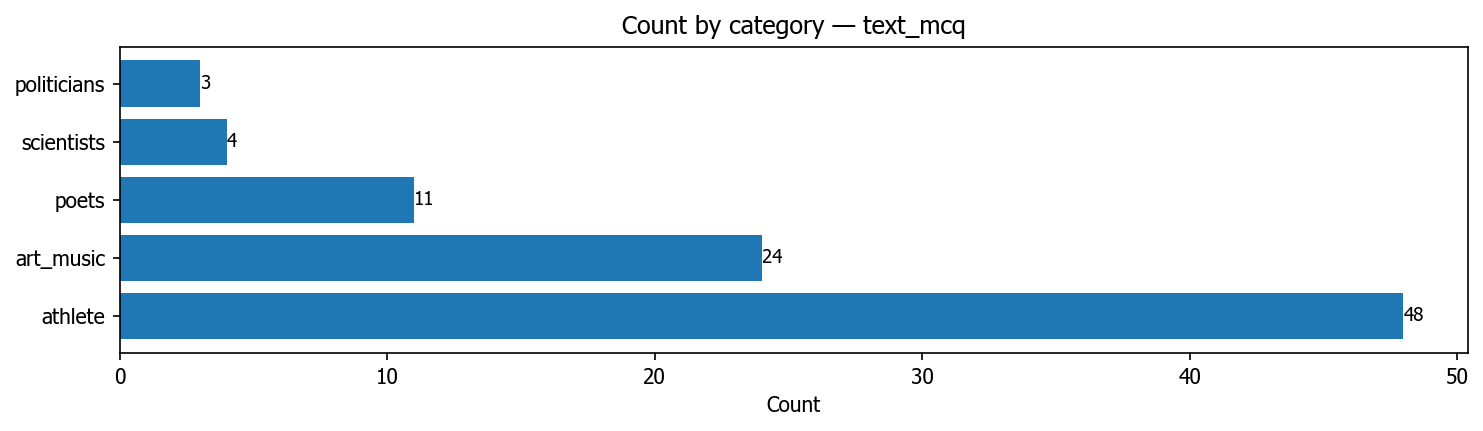 Count by category — text_mcq
politicians
3
scientists
4
poets
11
art_music
24
athlete
48
0 10 20 30 40 50
Count